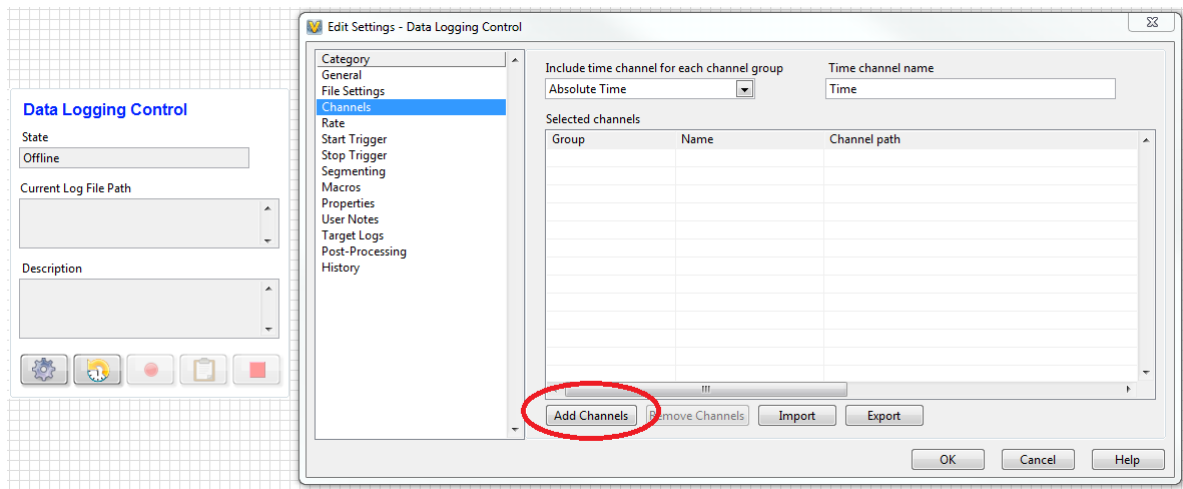 Data Logging Control
State
Offline
Current Log File Path
Description
Edit Settings - Data Logging Control
Category
General
File Settings
Channels
Rate
Start Trigger
Stop Trigger
Segmenting
Macros
Properties
User Notes
Target Logs
Post-Processing
History
Include time channel for each channel group
Time channel name
Absolute Time
Time
Selected channels
Group Name Channel path
Add Channels Remove Channels Import Export
OK Cancel Help